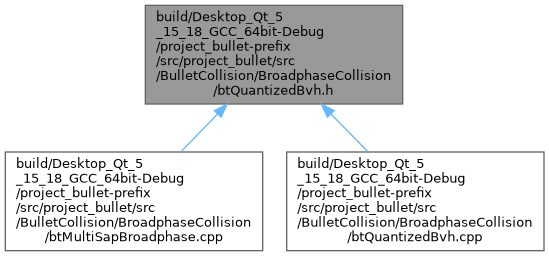 build/Desktop_Qt_5
_15_18_GCC_64bit-Debug
/project_bullet-prefix
/src/project_bullet/src
/BulletCollision/BroadphaseCollision
/btQuantizedBvh.h
build/Desktop_Qt_5
_15_18_GCC_64bit-Debug
/project_bullet-prefix
/src/project_bullet/src
/BulletCollision/BroadphaseCollision
/btMultiSapBroadphase.cpp
build/Desktop_Qt_5
_15_18_GCC_64bit-Debug
/project_bullet-prefix
/src/project_bullet/src
/BulletCollision/BroadphaseCollision
/btQuantizedBvh.cpp